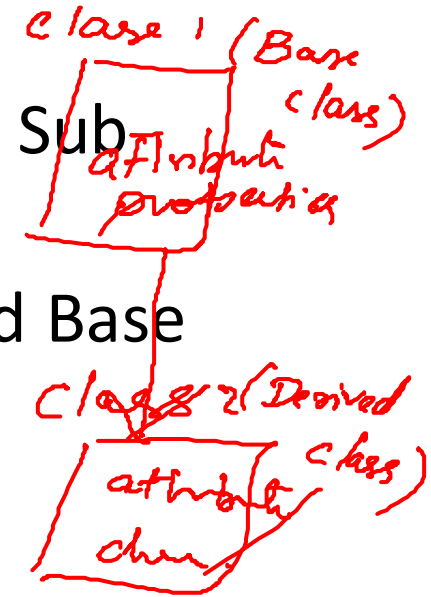 Class 1 (Base
class)
Sub
attribute
properties
d Base
Class 2 (Derived
class)
attribute